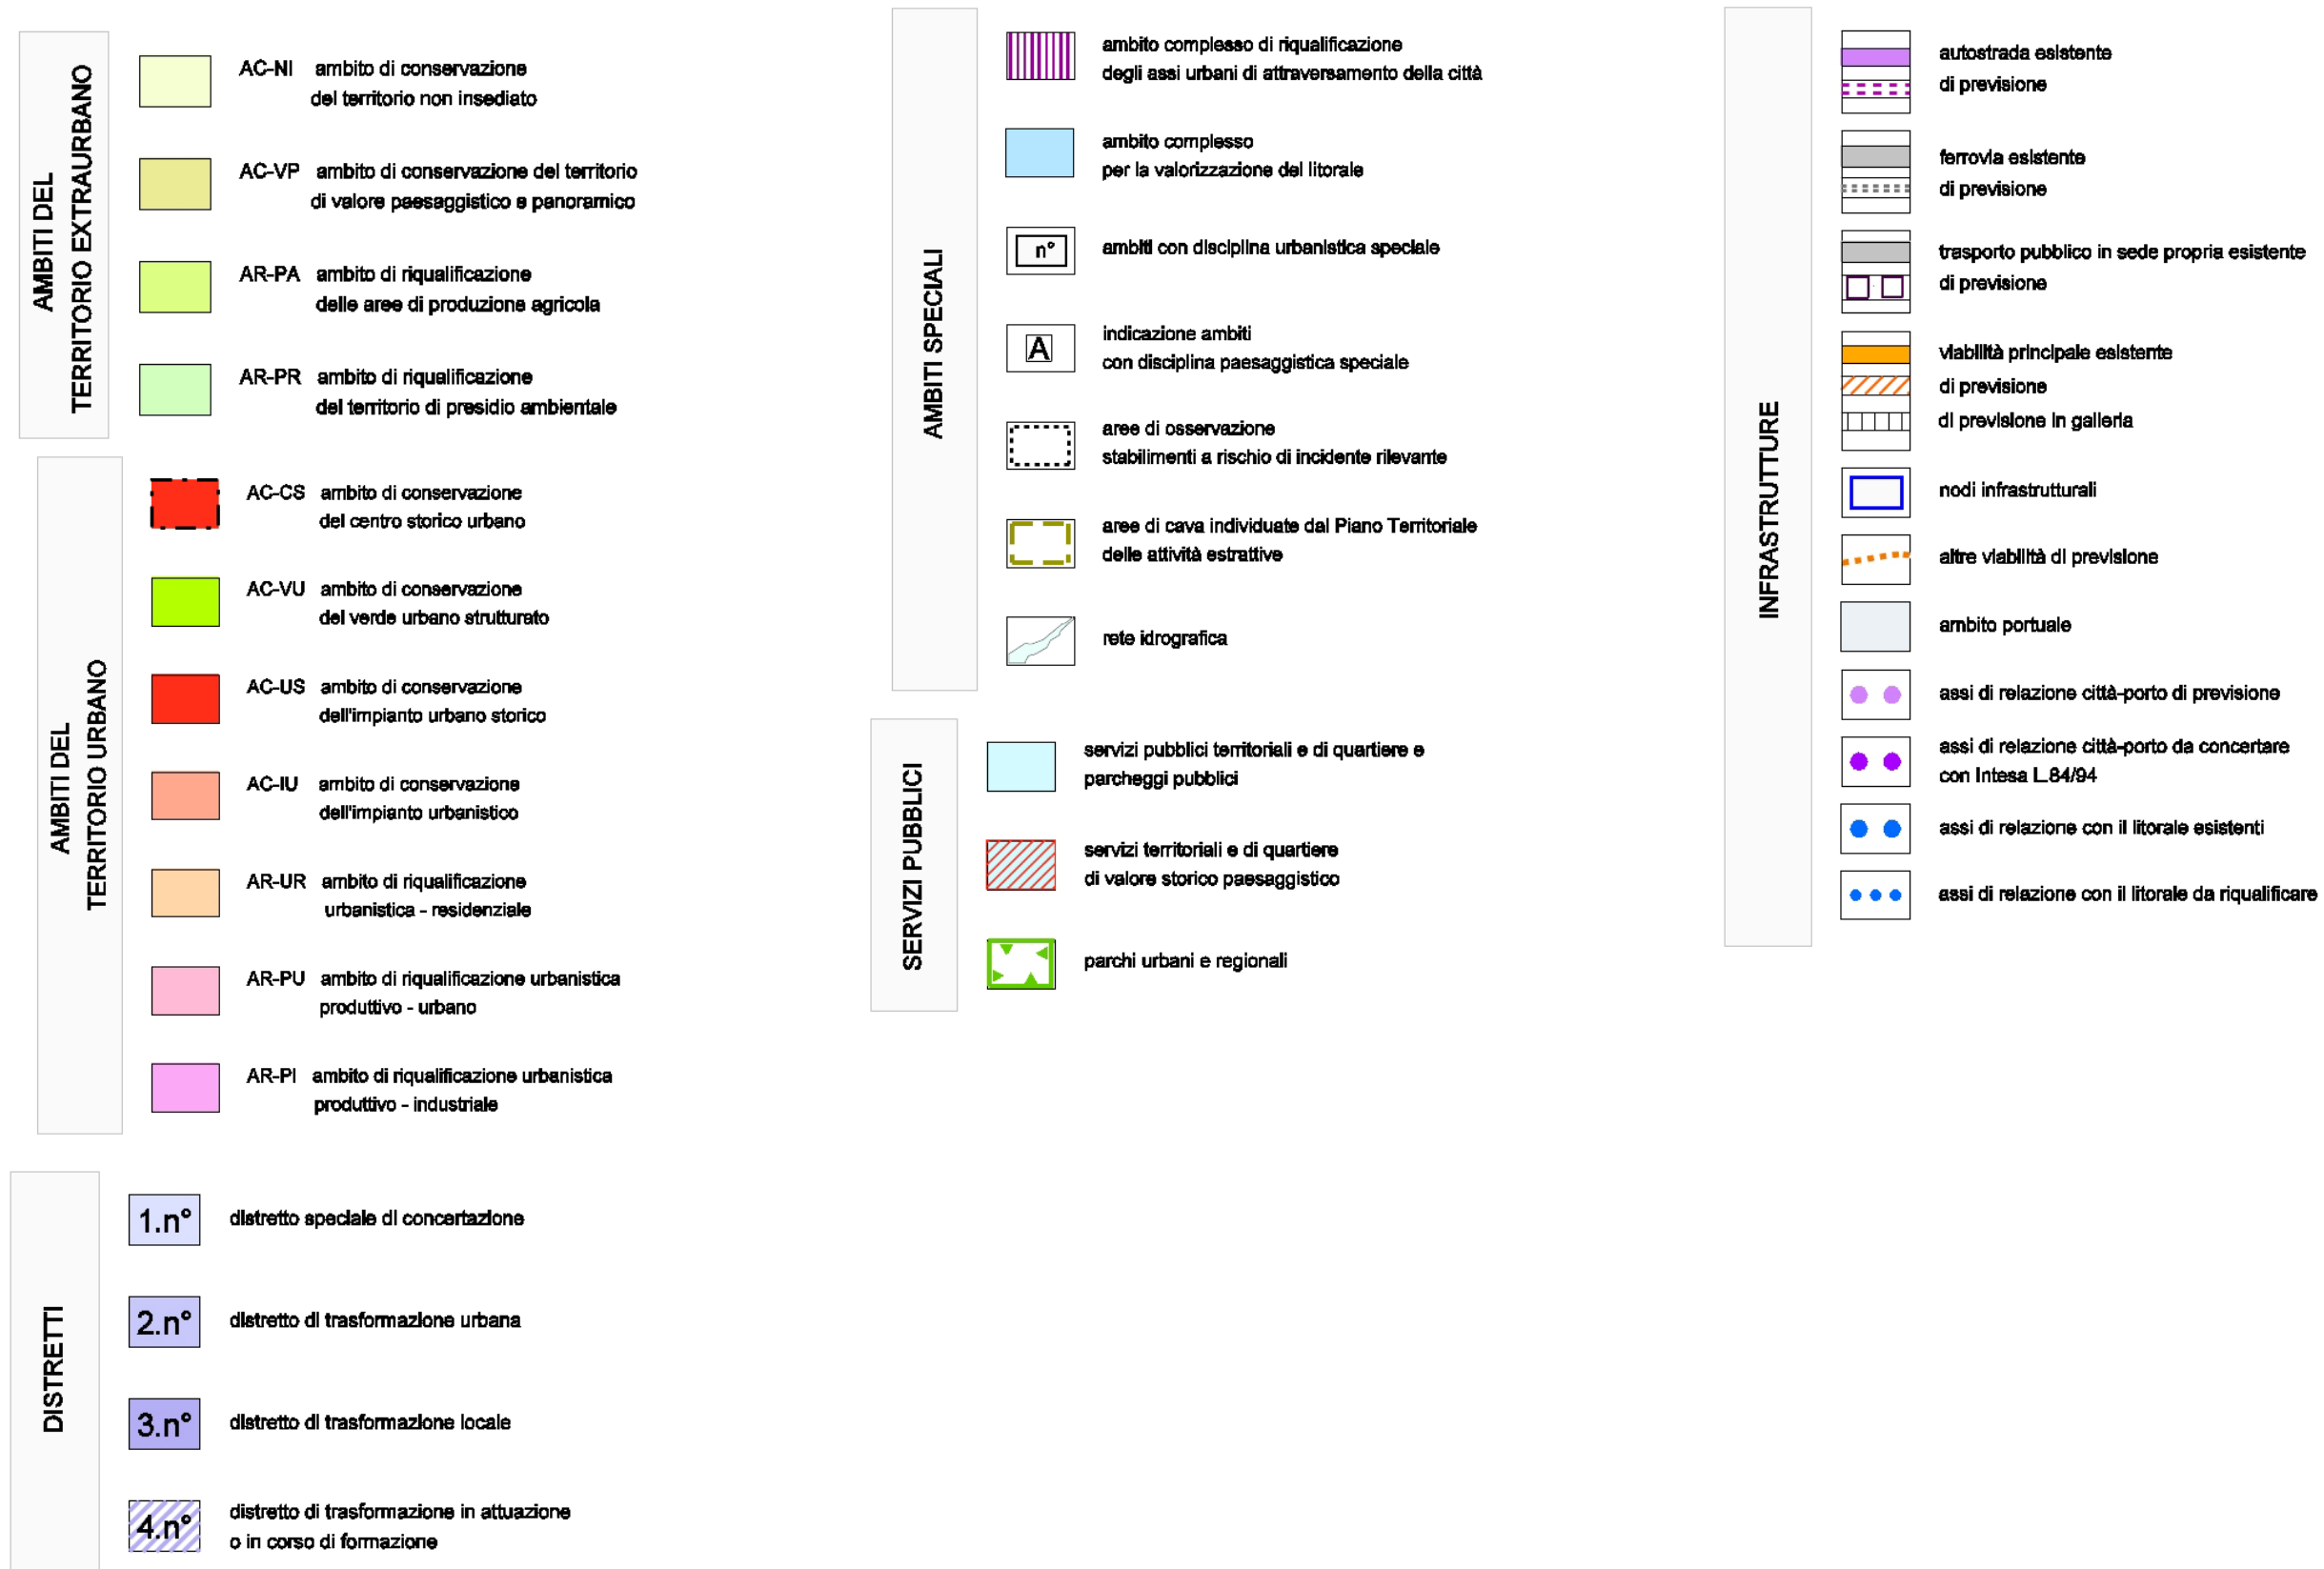 AMBITI DEL
TERRITORIO EXTRAURBANO
AC-NI ambito di conservazione
del territorio non insediato
AC-VP ambito di conservazione del territorio
di valore paesaggistico e panoramico
AR-PA ambito di riqualificazione
delle aree di produzione agricola
AR-PR ambito di riqualificazione
del territorio di presidio ambientale
AMBITI DEL
TERRITORIO URBANO
AC-CS ambito di conservazione
del centro storico urbano
AC-VU ambito di conservazione
del verde urbano strutturato
AC-US ambito di conservazione
dell'impianto urbano storico
AC-IU ambito di conservazione
dell'impianto urbanistico
AR-UR ambito di riqualificazione
urbanistica - residenziale
AR-PU ambito di riqualificazione urbanistica
produttivo - urbano
AR-PI ambito di riqualificazione urbanistica
produttivo - industriale
DISTRETTI
1.n° distretto speciale di concertazione
2.n° distretto di trasformazione urbana
3.n° distretto di trasformazione locale
4.n° distretto di trasformazione in attuazione
o in corso di formazione
AMBITI SPECIALI
ambito complesso di riqualificazione
degli assi urbani di attraversamento della città
ambito complesso
per la valorizzazione del litorale
n° ambiti con disciplina urbanistica speciale
A indicazione ambiti
con disciplina paesaggistica speciale
aree di osservazione
stabilimenti a rischio di incidente rilevante
aree di cava individuate dal Piano Territoriale
delle attività estrattive
rete idrografica
SERVIZI PUBBLICI
servizi pubblici territoriali e di quartiere e
parcheggi pubblici
servizi territoriali e di quartiere
di valore storico paesaggistico
parchi urbani e regionali
INFRASTRUTTURE
autostrada esistente
di previsione
ferrovia esistente
di previsione
trasporto pubblico in sede propria esistente
di previsione
viabilità principale esistente
di previsione
di previsione in galleria
nodi infrastrutturali
altre viabilità di previsione
ambito portuale
assi di relazione città-porto di previsione
assi di relazione città-porto da concertare
con Intesa L.84/94
assi di relazione con il litorale esistenti
assi di relazione con il litorale da riqualificare